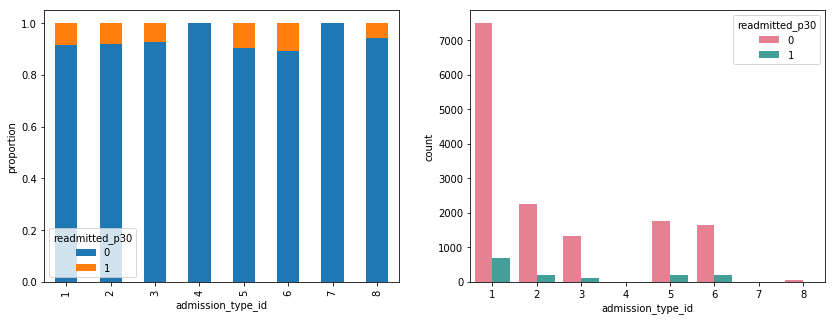 1.0
0.8
0.6
0.4
0.2
0.0
proportion
readmitted_p30
0
1
1 2 3 4 5 6 7 8
admission_type_id
7000
6000
5000
4000
3000
2000
1000
0
count
readmitted_p30
0
1
1 2 3 4 5 6 7 8
admission_type_id